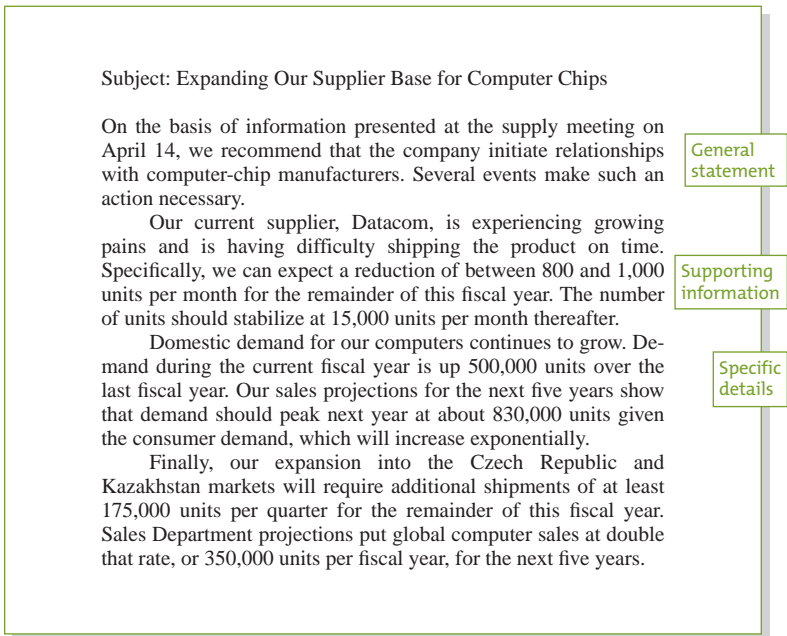 Subject: Expanding Our Supplier Base for Computer Chips
On the basis of information presented at the supply meeting on
April 14, we recommend that the company initiate relationships
with computer-chip manufacturers. Several events make such an
action necessary.
Our current supplier, Datacom, is experiencing growing
pains and is having difficulty shipping the product on time.
Specifically, we can expect a reduction of between 800 and 1,000
units per month for the remainder of this fiscal year. The number
of units should stabilize at 15,000 units per month thereafter.
Domestic demand for our computers continues to grow. De-
mand during the current fiscal year is up 500,000 units over the
last fiscal year. Our sales projections for the next five years show
that demand should peak next year at about 830,000 units given
the consumer demand, which will increase exponentially.
Finally, our expansion into the Czech Republic and
Kazakhstan markets will require additional shipments of at least
175,000 units per quarter for the remainder of this fiscal year.
Sales Department projections put global computer sales at double
that rate, or 350,000 units per fiscal year, for the next five years.
General
statement
Supporting
information
Specific
details